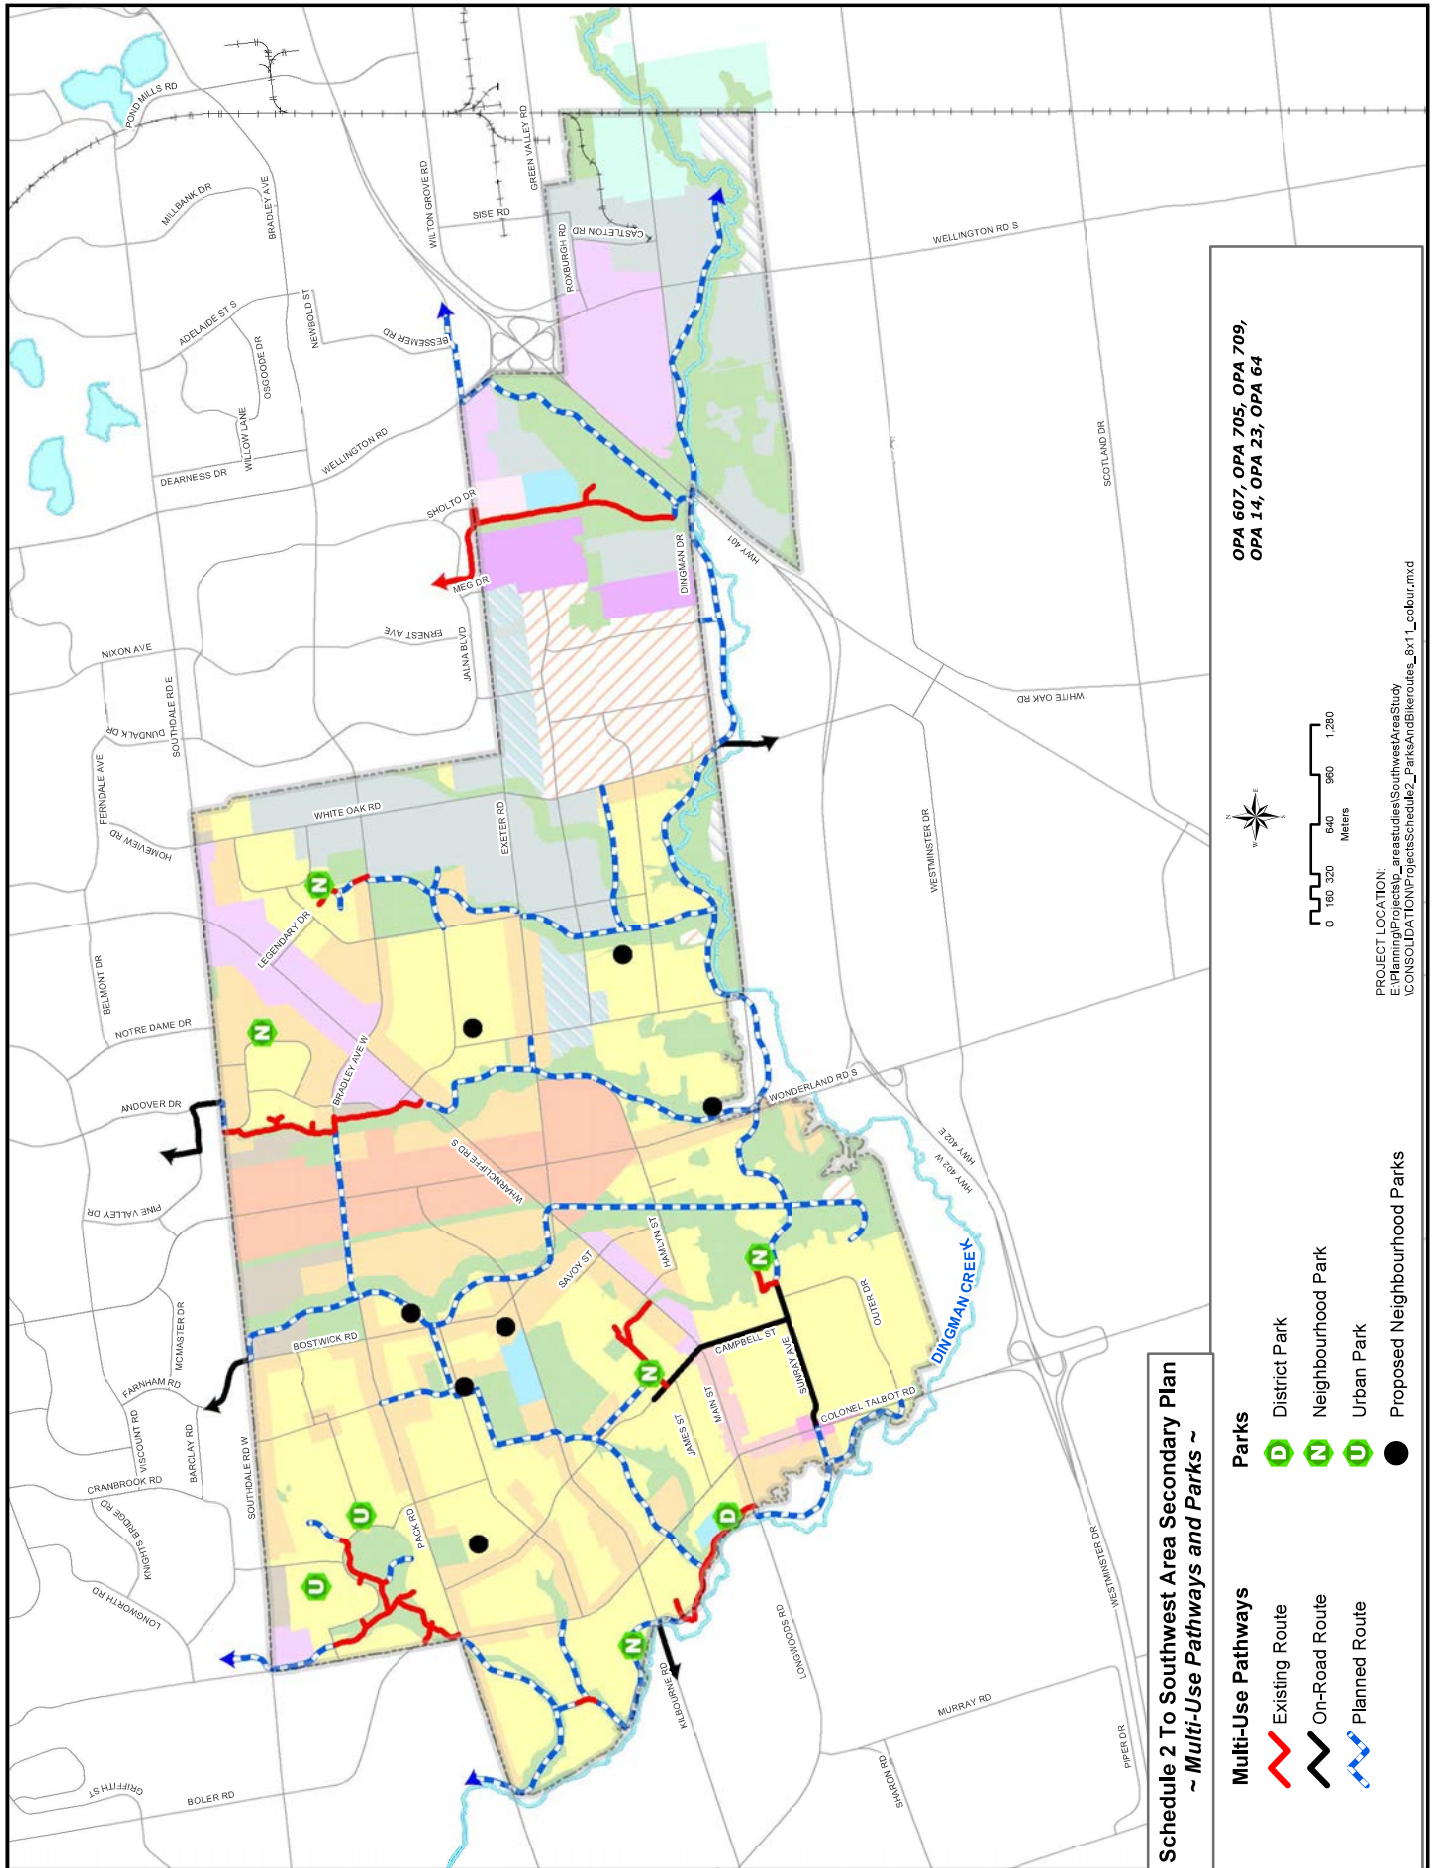 Schedule 2 To Southwest Area Secondary Plan
~ Multi-Use Pathways and Parks ~
Multi-Use Pathways
Existing Route
On-Road Route
Planned Route
Parks
D
District Park
N
Neighbourhood Park
U
Urban Park
Proposed Neighbourhood Parks
OPA 607, OPA 705, OPA 709,
OPA 14, OPA 23, OPA 64
N
W
E
S
0 160 320 640 960 1,280
Meters
PROJECT LOCATION:
E:\Planning\Projects\p_areastudies\SouthwestAreaStudy
\CONSOLIDATION\ProjectsSchedule2_ParksAndBikeroutes_8x11_colour.mxd
POND MILLS RD
MILLBANK DR
BRADLEY AVE
WILTON GROVE RD
GREEN VALLEY RD
SISE RD
ROXBURGH RD
CASTLETON RD
WELLINGTON RD S
ADELAIDE ST S
OSGOODE DR
NEWBOLD ST
BESSEMER RD
WILLOW LANE
DEARNESS DR
WELLINGTON RD
SHOLTO DR
MEG DR
ERNEST AVE
JALNA BLVD
DINGMAN DR
HWY 401
SCOTLAND DR
NIXON AVE
SOUTHDALE RD E
DUNDALK DR
FERNDALE AVE
HOMEVIEW RD
WHITE OAK RD
EXETER RD
WHITE OAK RD
WESTMINSTER DR
LEGENDARY DR
BELMONT DR
NOTRE DAME DR
ANDOVER DR
BRADLEY AVE W
WONDERLAND RD S
HWY 402 E
HWY 402 W
PINE VALLEY DR
WHARNCLIFFE RD S
SAVOY ST
HAMLYN ST
OUTER DR
DINGMAN CREEK
MCMASTER DR
BOSTWICK RD
FARNHAM RD
VISCOUNT RD
BARCLAY RD
CRANBROOK RD
KNIGHTS BRIDGE RD
LONGWORTH RD
SOUTHDALE RD W
CAMPBELL ST
SUNRAY AVE
MAIN ST
JAMES ST
COLONEL TALBOT RD
PACK RD
LONGWOODS RD
WESTMINSTER DR
KILBOURNE RD
MURRAY RD
SHARON RD
PIPER DR
GRIFFITH ST
BOLER RD
N
N
N
N
D
N
U
U